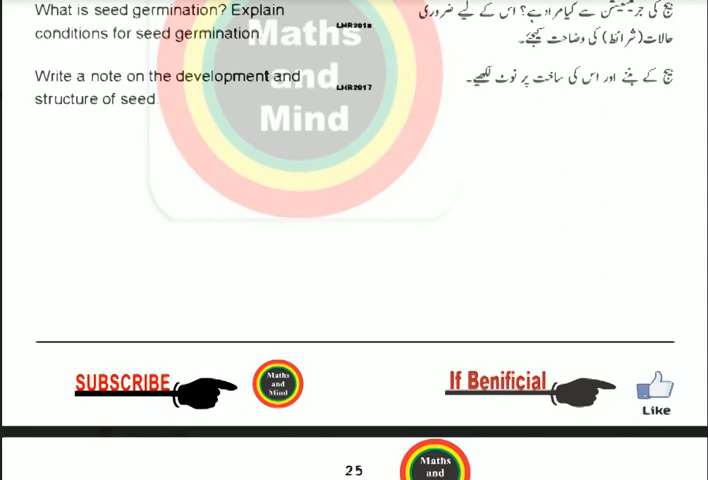 What is seed germination? Explain
LHR2018
conditions for seed germination.
بیج کی جرمینیشن سے کیا مراد ہے؟ اس کے لیے ضروری
حالات (شرائط) کی وضاحت کیجئے۔
Write a note on the development and
LHR2017
structure of seed.
بیج کے بننے اور اس کی ساخت پر نوٹ لکھیے۔
Maths
and
Mind
SUBSCRIBE
Maths
and
Mind
If Benificial
Like
25
Maths
and